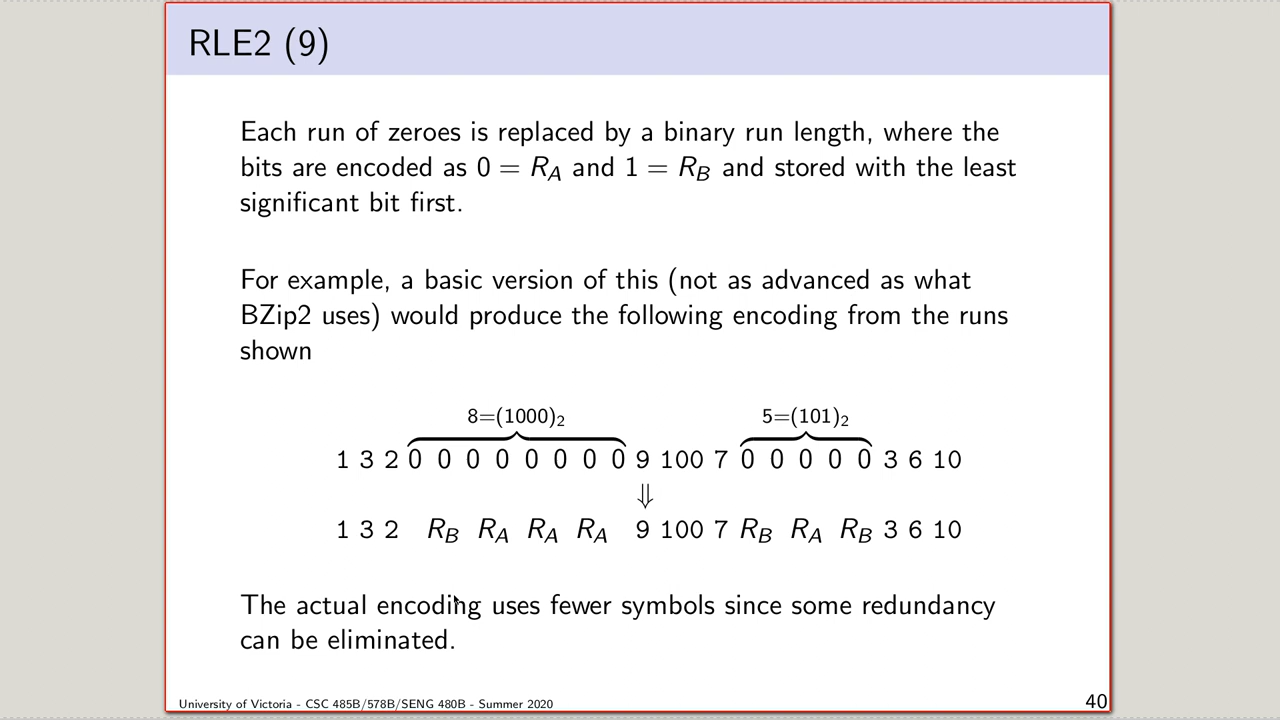 RLE2 (9)
Each run of zeroes is replaced by a binary run length, where the
bits are encoded as 0 = R_A and 1 = R_B and stored with the least
significant bit first.
For example, a basic version of this (not as advanced as what
BZip2 uses) would produce the following encoding from the runs
shown
8=(1000)₂ 5=(101)₂
1 3 2 0 0 0 0 0 0 0 0 9 100 7 0 0 0 0 0 3 6 10
⇓
1 3 2 R_B R_A R_A R_A 9 100 7 R_B R_A R_B 3 6 10
The actual encoding uses fewer symbols since some redundancy
can be eliminated.
University of Victoria - CSC 485B/578B/SENG 480B - Summer 2020 40